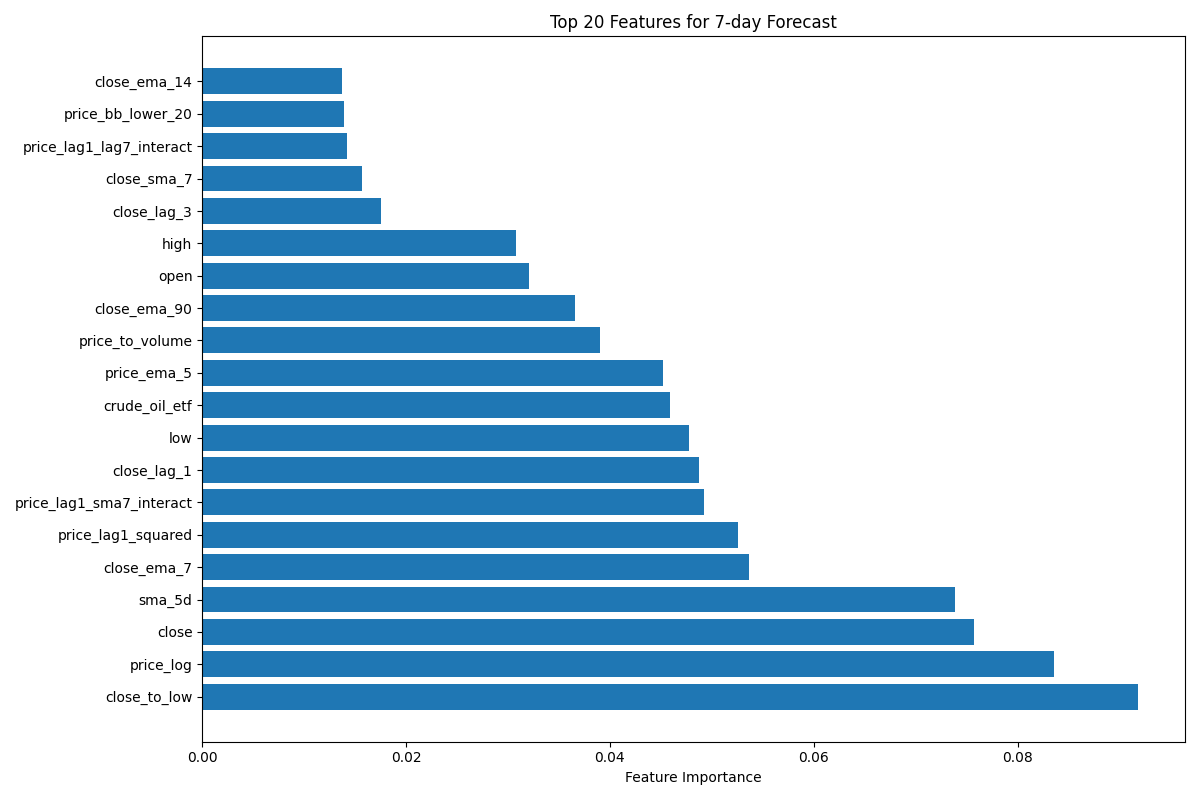 Top 20 Features for 7-day Forecast
close_ema_14
price_bb_lower_20
price_lag1_lag7_interact
close_sma_7
close_lag_3
high
open
close_ema_90
price_to_volume
price_ema_5
crude_oil_etf
low
close_lag_1
price_lag1_sma7_interact
price_lag1_squared
close_ema_7
sma_5d
close
price_log
close_to_low
0.00 0.02 0.04 0.06 0.08
Feature Importance